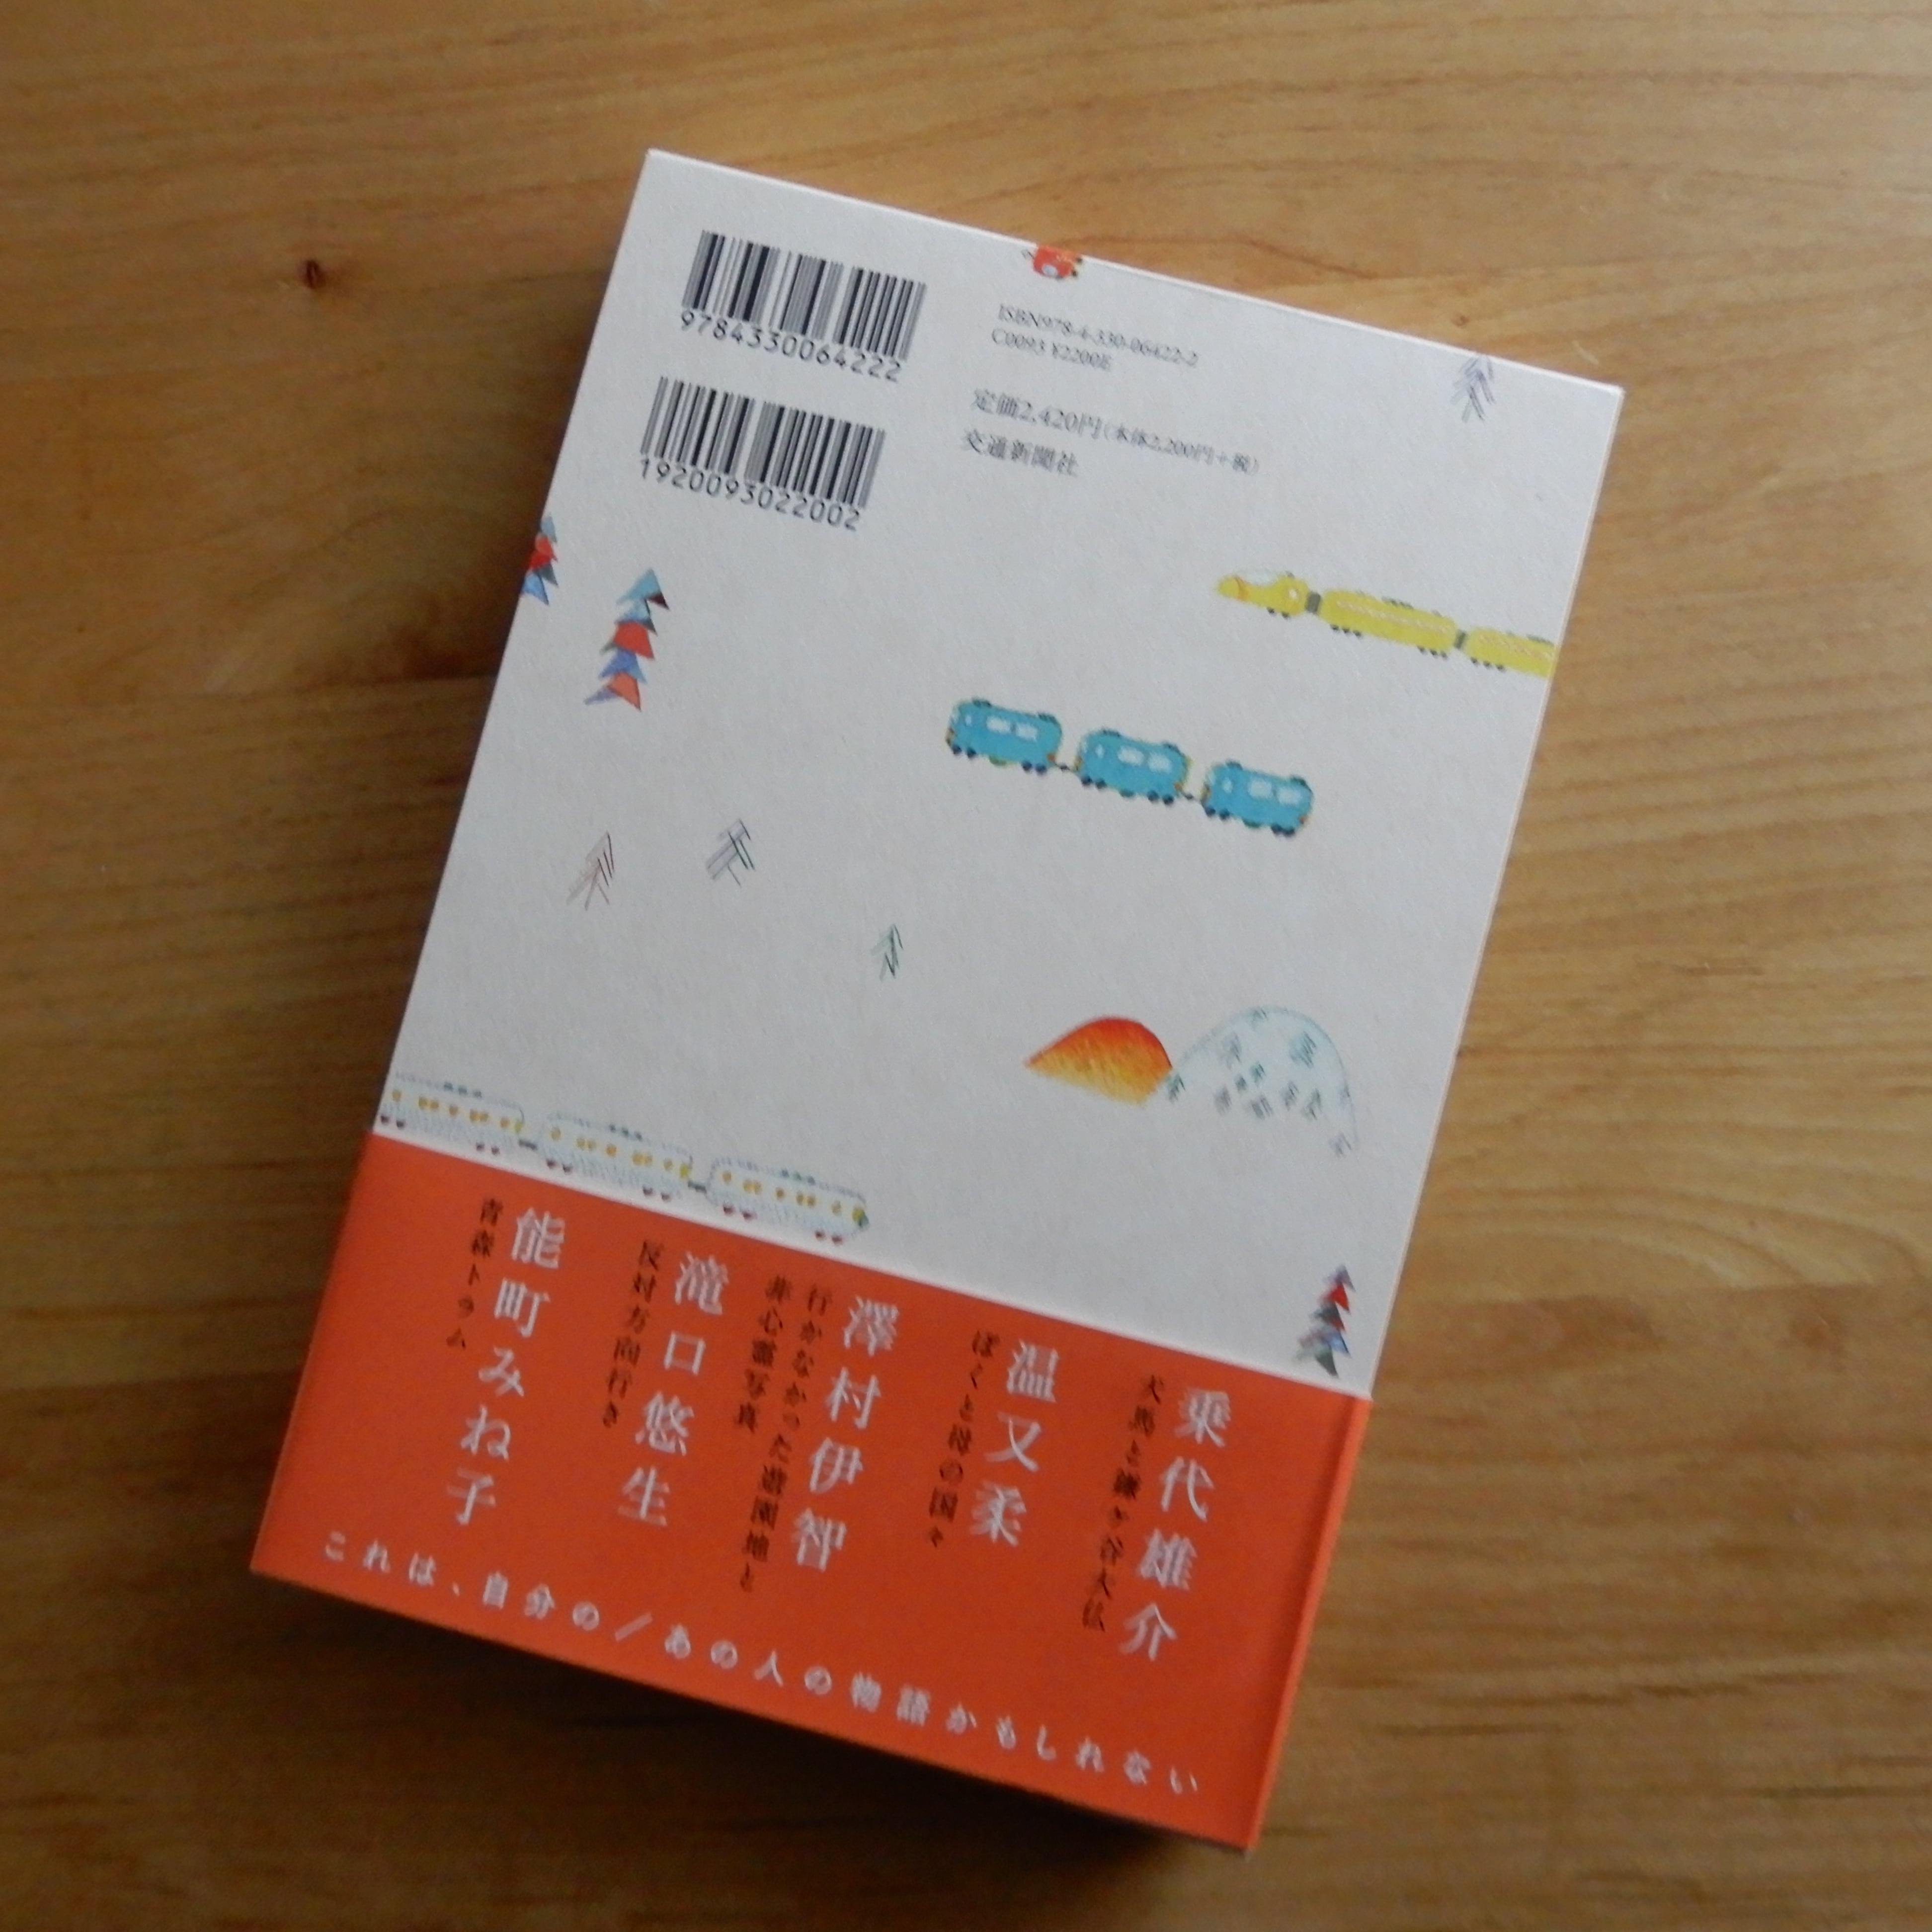 9784330064222
1920093022002
ISBN978-4-330-06422-2
C0093 ¥2200E
定価2,420円(本体2,200円+税)
交通新聞社
乗代雄介
犬馬と鎌ケ谷大仏
温又柔
ぼくと母の国々
澤村伊智
行かなかった遊園地と
非心霊写真
滝口悠生
反対方向行き
能町みね子
青森トラム
これは、自分の/あの人の物語かもしれない